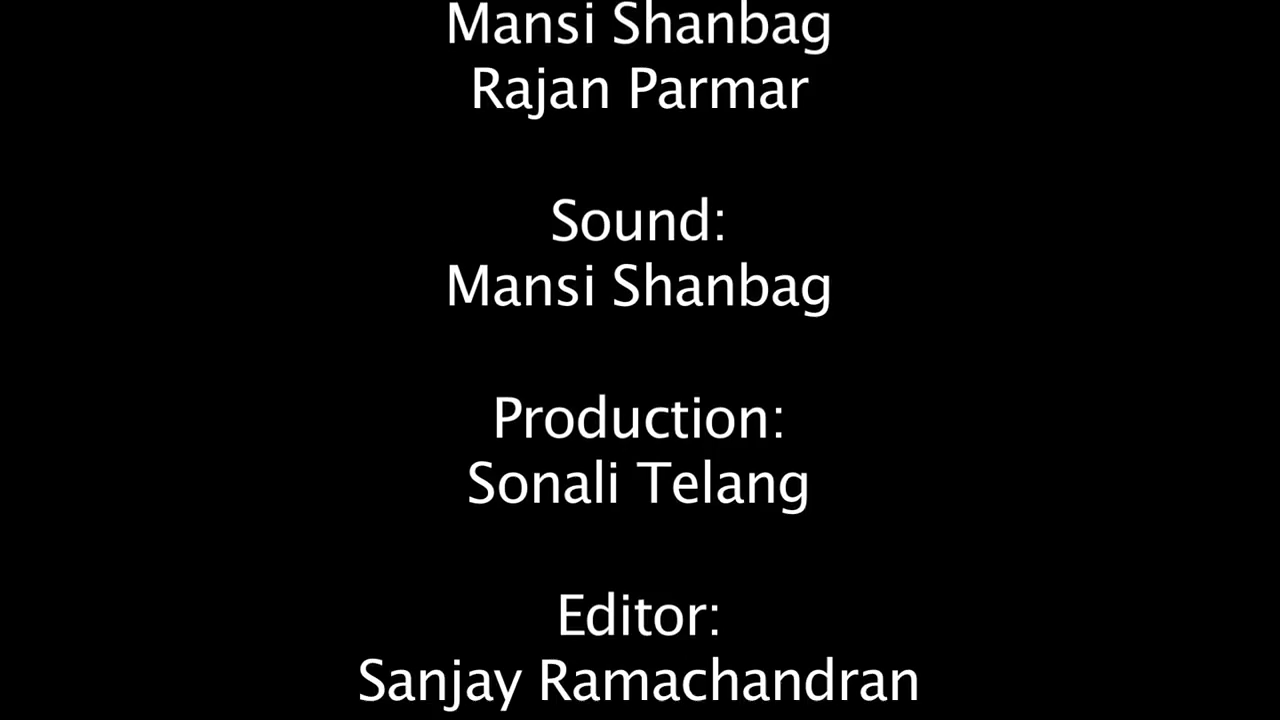 Mansi Shanbag
Rajan Parmar
Sound:
Mansi Shanbag
Production:
Sonali Telang
Editor:
Sanjay Ramachandran